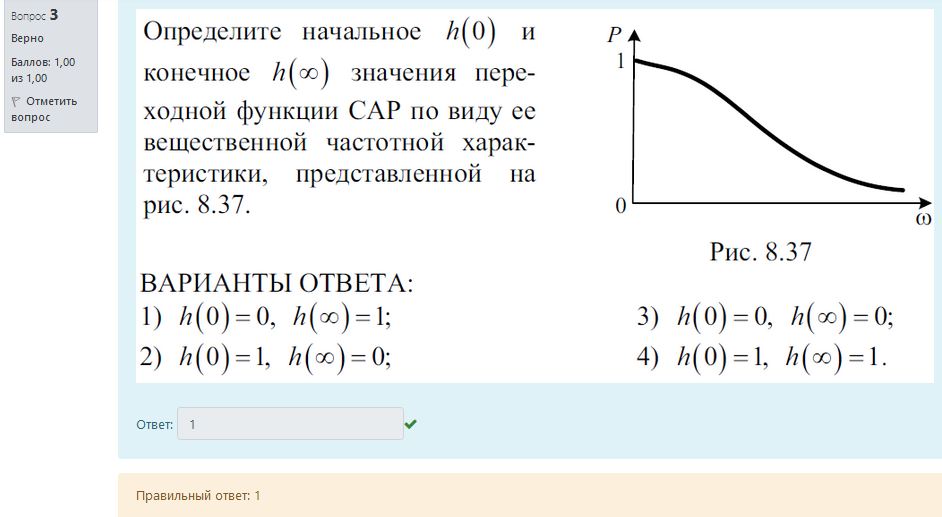 Вопрос 3
Верно
Баллов: 1,00
из 1,00
Отметить
вопрос
Определите начальное h(0) и
конечное h(∞) значения пере-
ходной функции САР по виду ее
вещественной частотной харак-
теристики, представленной на
рис. 8.37.
P
1
0
ω
Рис. 8.37
ВАРИАНТЫ ОТВЕТА:
1) h(0)=0, h(∞)=1;
2) h(0)=1, h(∞)=0;
3) h(0)=0, h(∞)=0;
4) h(0)=1, h(∞)=1.
Ответ: 1
Правильный ответ: 1